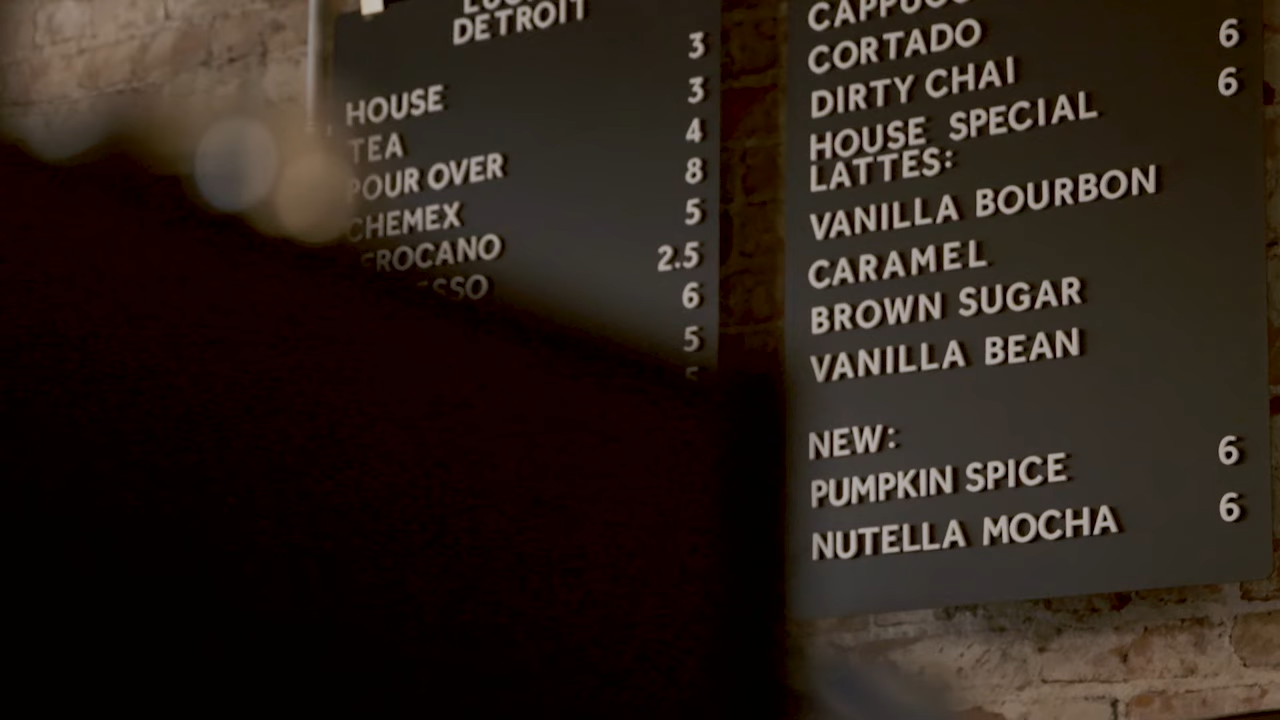 DETROIT
HOUSE 3
TEA 3
POUR OVER 4
CHEMEX 8
5
2.5
6
5
CORTADO
DIRTY CHAI 6
HOUSE SPECIAL 6
LATTES:
VANILLA BOURBON
CARAMEL
BROWN SUGAR
VANILLA BEAN
NEW:
PUMPKIN SPICE 6
NUTELLA MOCHA 6